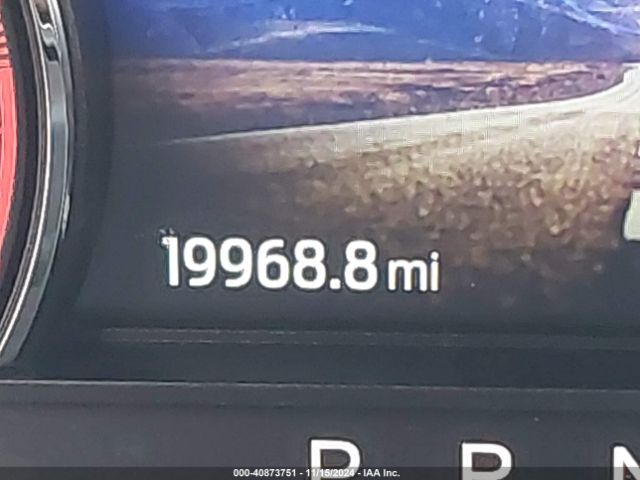 19968.8 mi
P R N
000-40873751 - 11/15/2024 - IAA Inc.